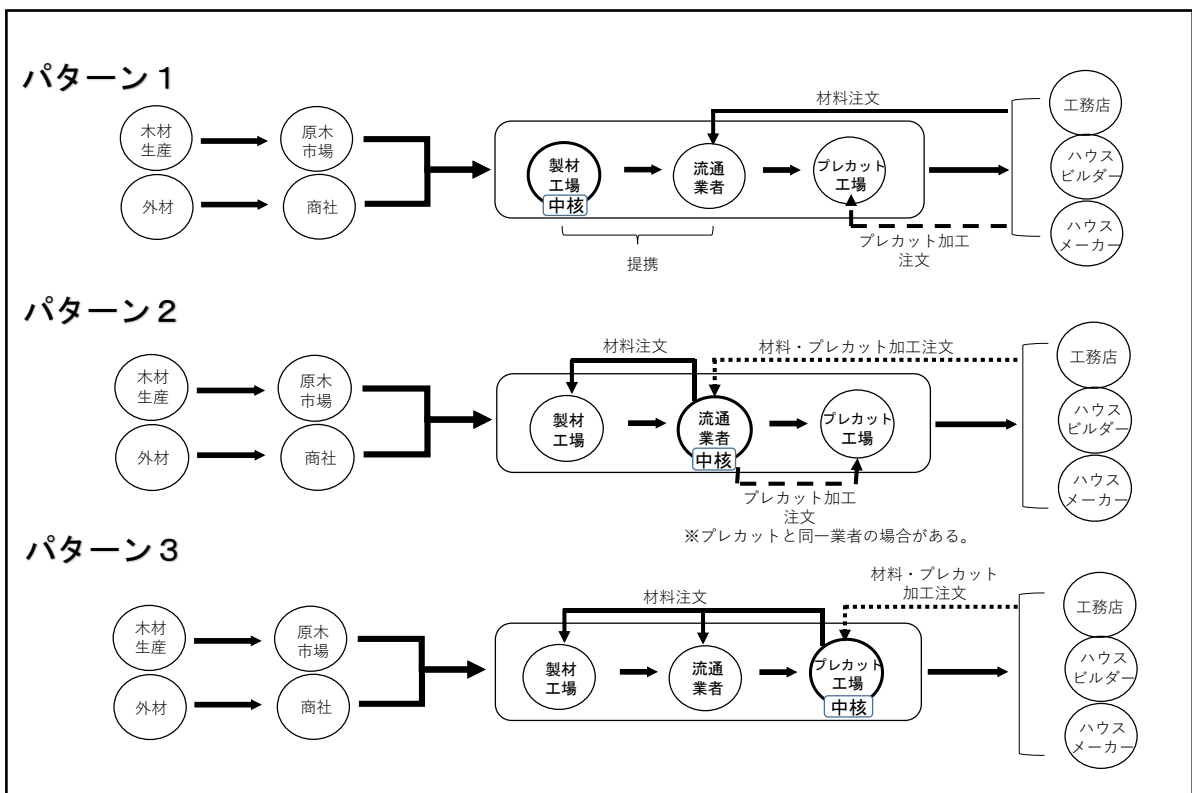 パターン１
材料注文
工務店
木材
生産
原木
市場
製材
工場
中核
流通
業者
プレカット
工場
ハウス
ビルダー
外材
商社
ハウス
メーカー
プレカット加工
注文
提携
パターン２
材料注文
材料・プレカット加工注文
工務店
木材
生産
原木
市場
製材
工場
流通
業者
中核
プレカット
工場
ハウス
ビルダー
外材
商社
ハウス
メーカー
プレカット加工
注文
※プレカットと同一業者の場合がある。
パターン３
材料・プレカット
加工注文
材料注文
工務店
木材
生産
原木
市場
製材
工場
流通
業者
プレカット
工場
中核
ハウス
ビルダー
外材
商社
ハウス
メーカー